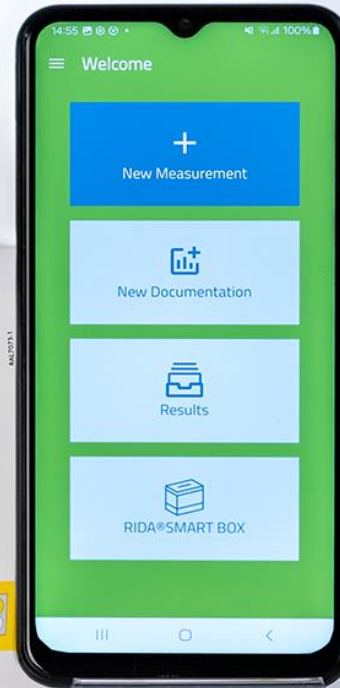 14:55
100%
Welcome
New Measurement
New Documentation
Results
RIDA®SMART BOX